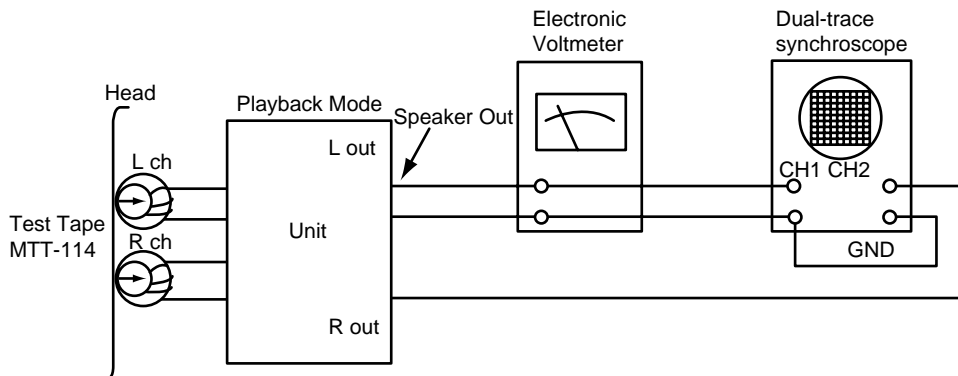 Electronic
Voltmeter
Dual-trace
synchroscope
Head
Playback Mode
Speaker Out
L out
L ch
CH1 CH2
Test Tape
MTT-114
R ch
Unit
GND
R out